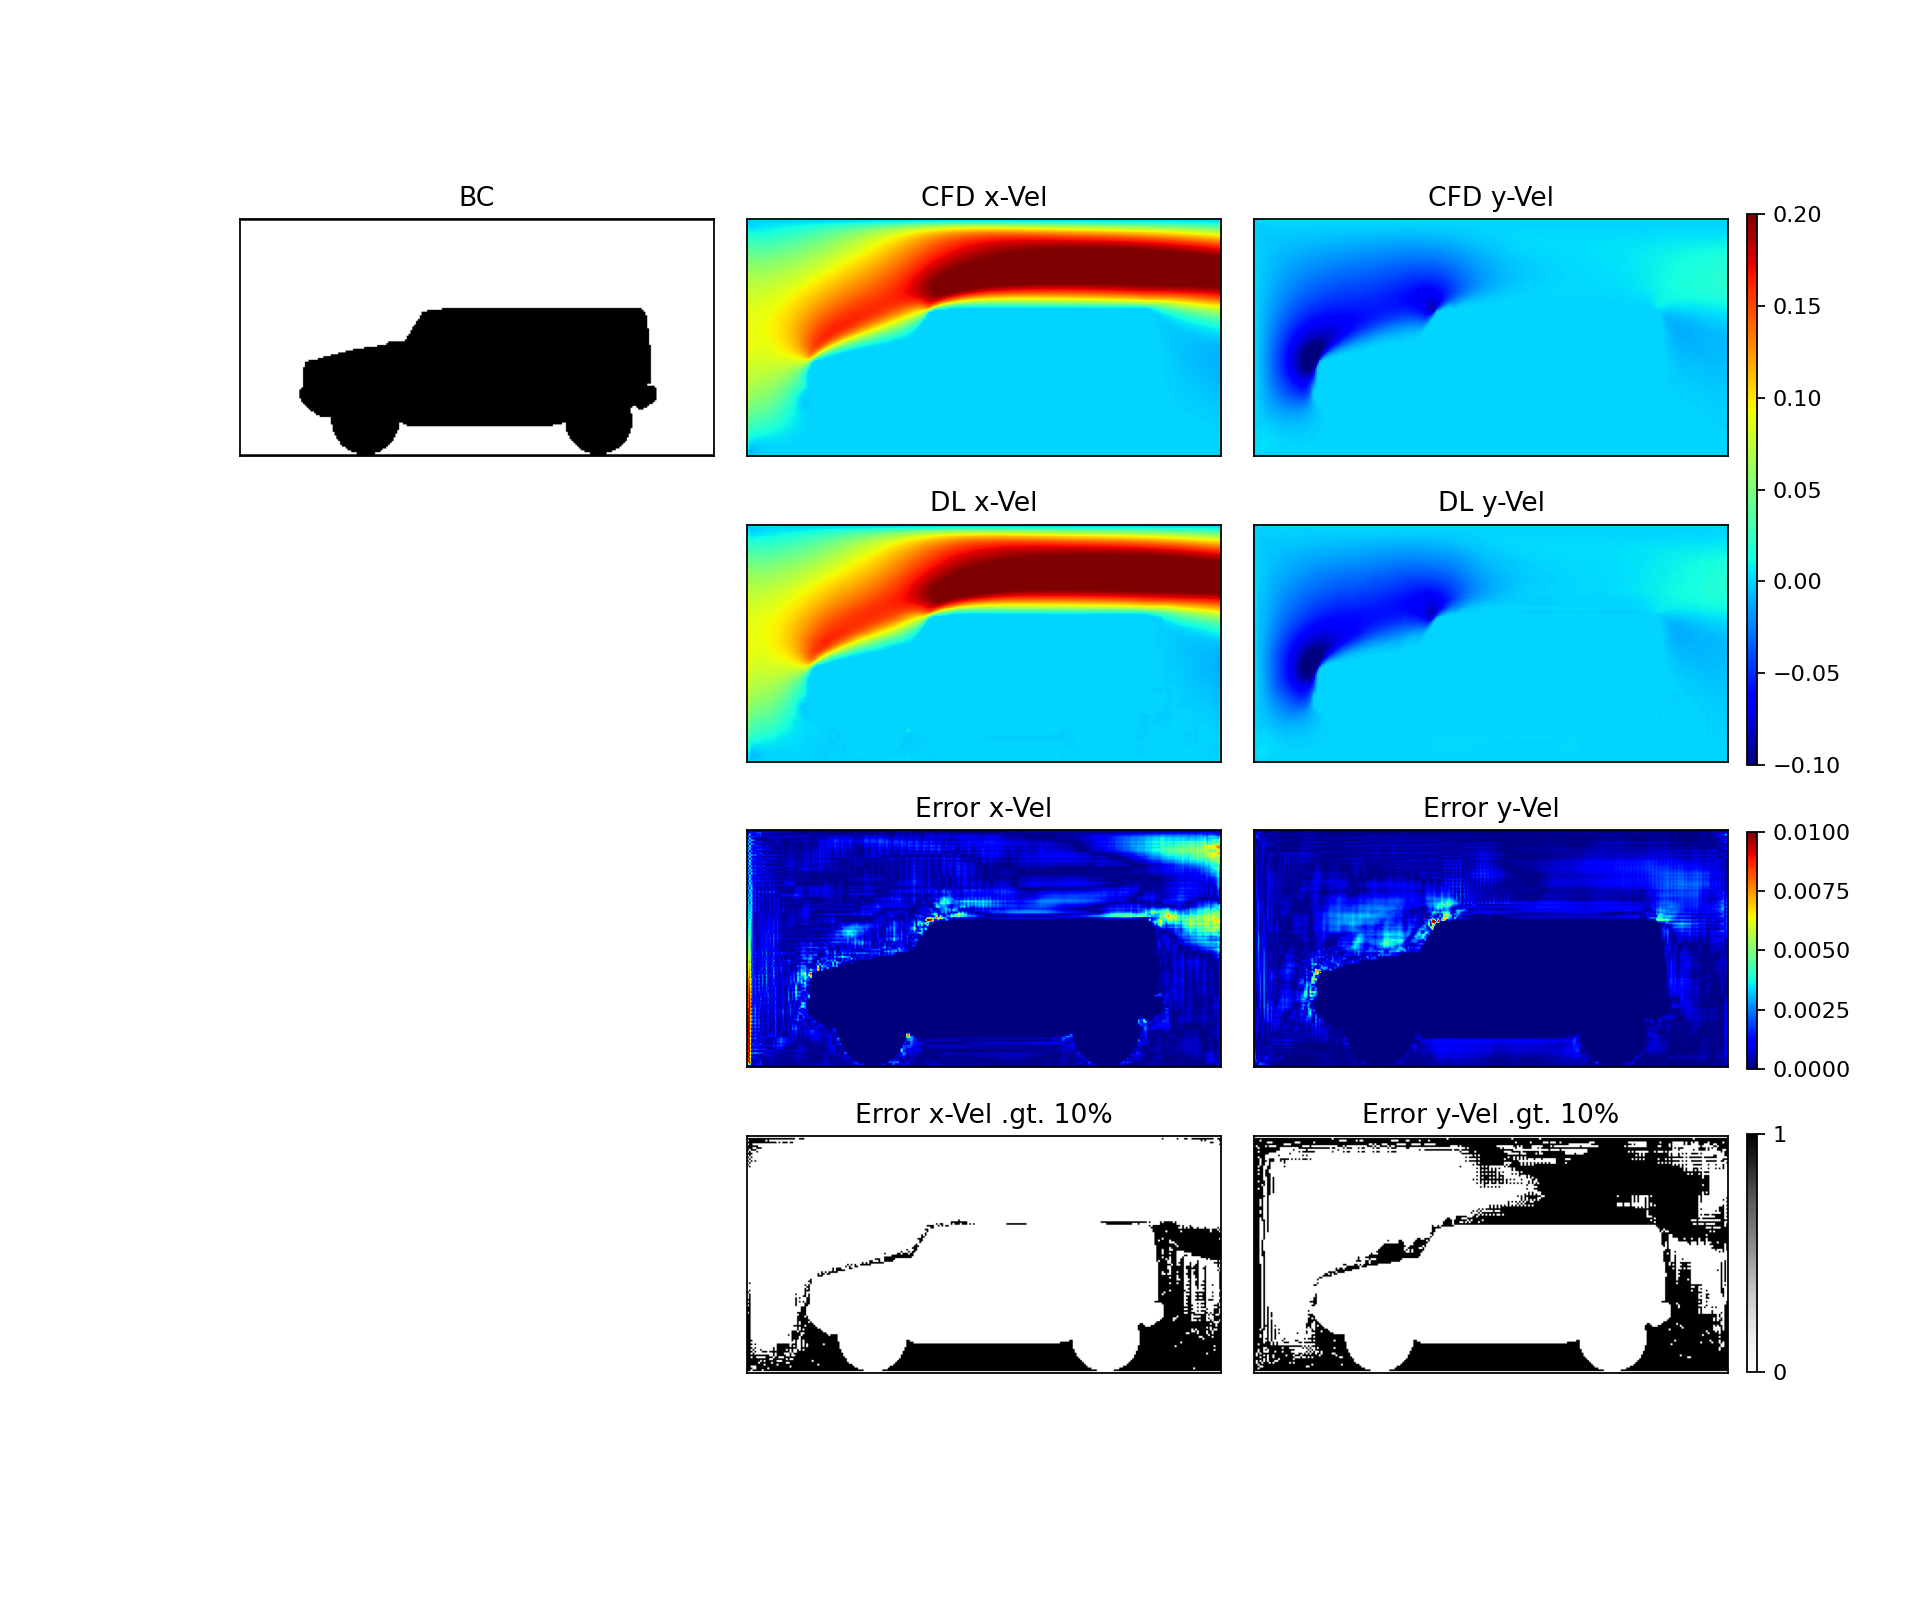 BC
CFD x-Vel
CFD y-Vel
0.20
0.15
0.10
0.05
0.00
−0.05
−0.10
DL x-Vel
DL y-Vel
Error x-Vel
Error y-Vel
0.0100
0.0075
0.0050
0.0025
0.0000
Error x-Vel .gt. 10%
Error y-Vel .gt. 10%
1
0